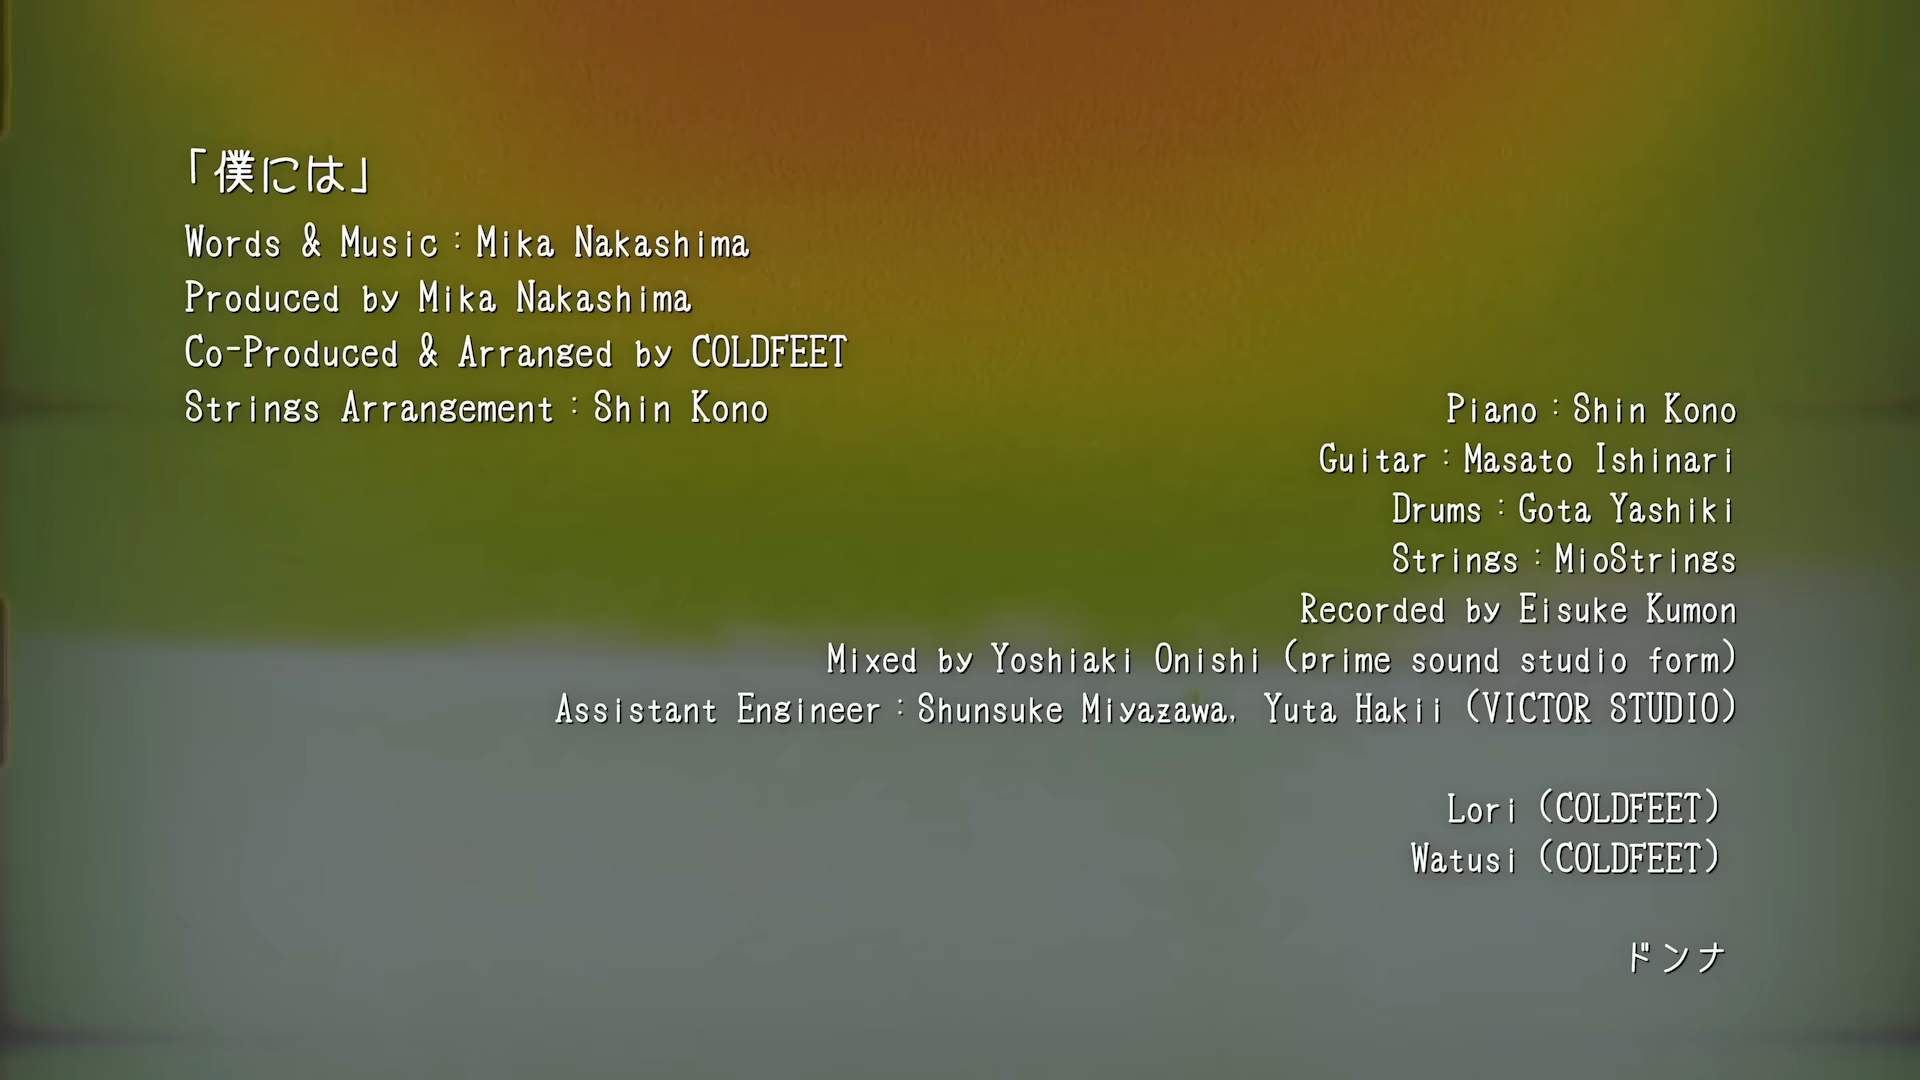 「僕には」
Words & Music：Mika Nakashima
Produced by Mika Nakashima
Co-Produced & Arranged by COLDFEET
Strings Arrangement：Shin Kono
Piano：Shin Kono
Guitar：Masato Ishinari
Drums：Gota Yashiki
Strings：MioStrings
Recorded by Eisuke Kumon
Mixed by Yoshiaki Onishi (prime sound studio form)
Assistant Engineer：Shunsuke Miyazawa, Yuta Hakii (VICTOR STUDIO)
Lori (COLDFEET)
Watusi (COLDFEET)
ドンナ